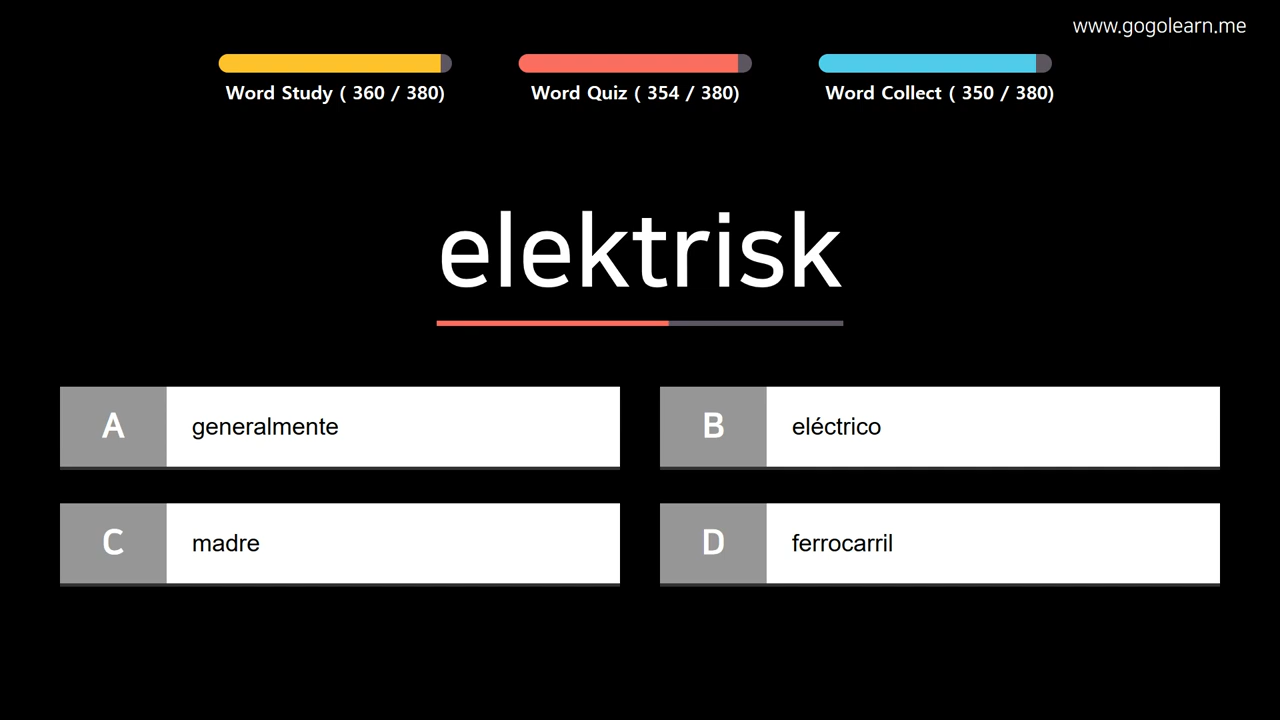 www.gogolearn.me
Word Study ( 360 / 380)
Word Quiz ( 354 / 380)
Word Collect ( 350 / 380)
elektrisk
A generalmente
B eléctrico
C madre
D ferrocarril